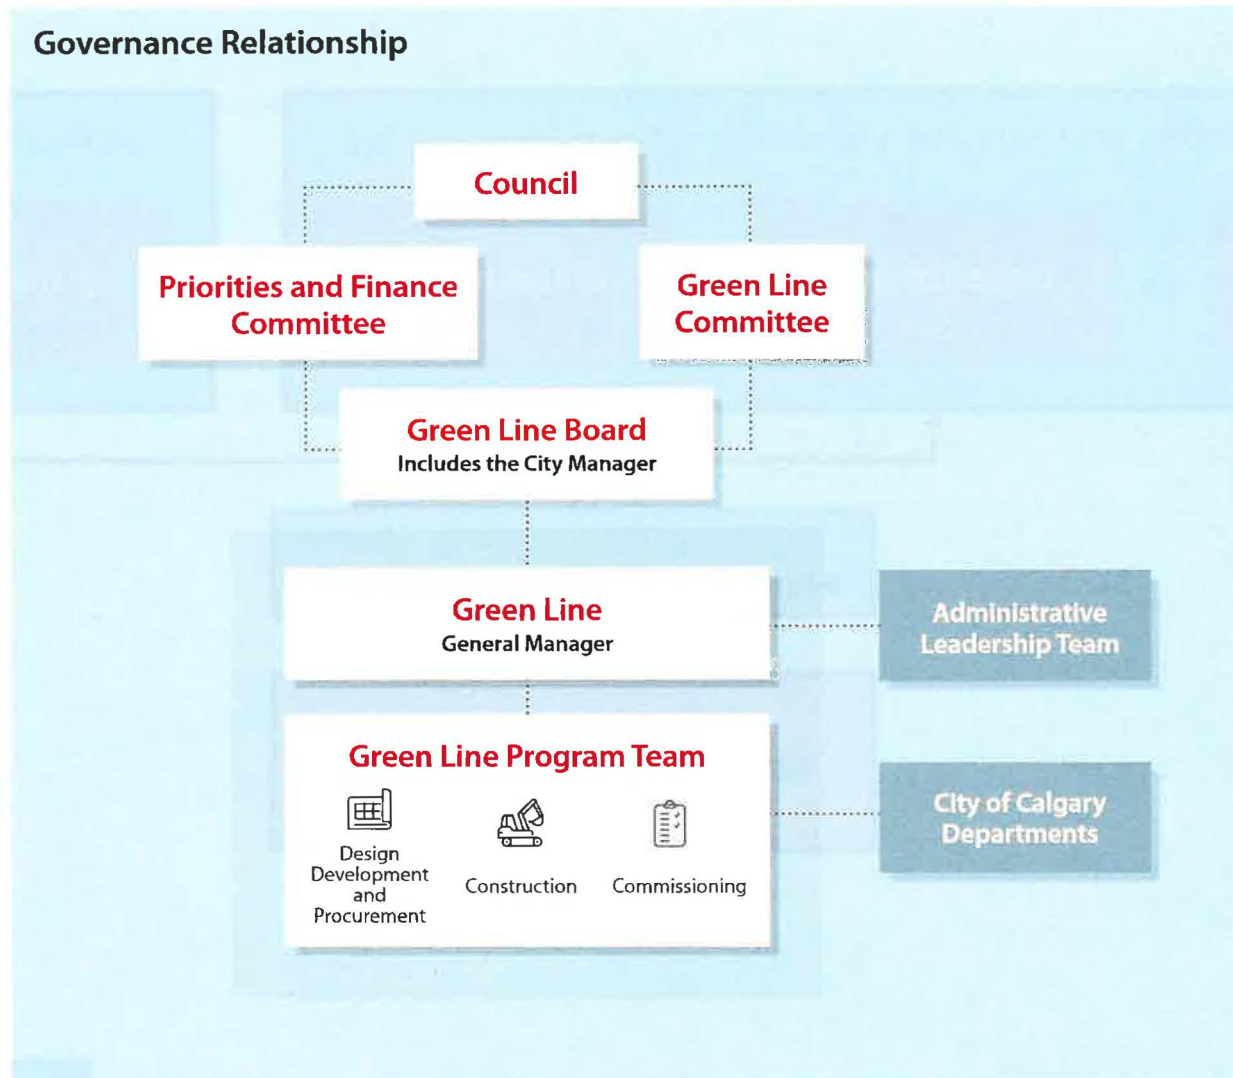 Governance Relationship
Council
Priorities and Finance
Committee
Green Line
Committee
Green Line Board
Includes the City Manager
Green Line
General Manager
Administrative
Leadership Team
Green Line Program Team
Design
Development
and
Procurement
Construction
Commissioning
City of Calgary
Departments